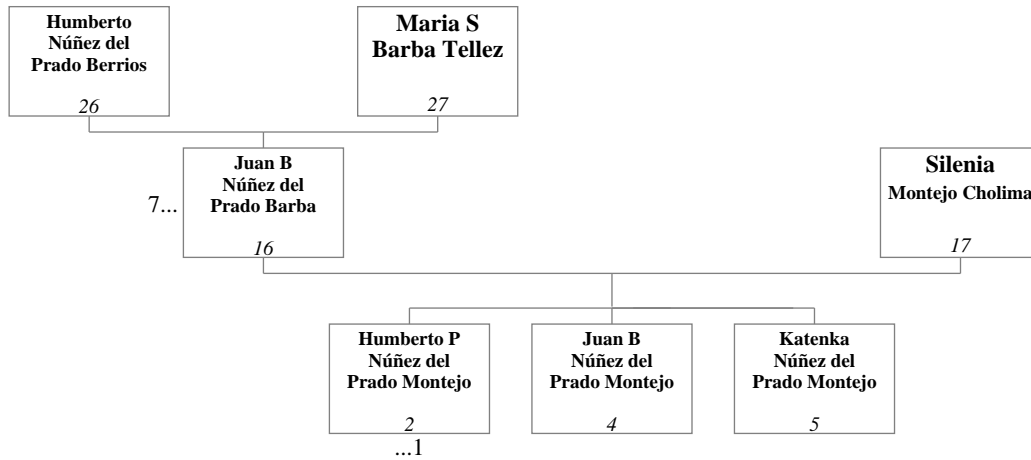 Humberto
Núñez del
Prado Berrios
26
Maria S
Barba Tellez
27
7...
Juan B
Núñez del
Prado Barba
16
Silenia
Montejo Cholima
17
Humberto P
Núñez del
Prado Montejo
2
...1
Juan B
Núñez del
Prado Montejo
4
Katenka
Núñez del
Prado Montejo
5